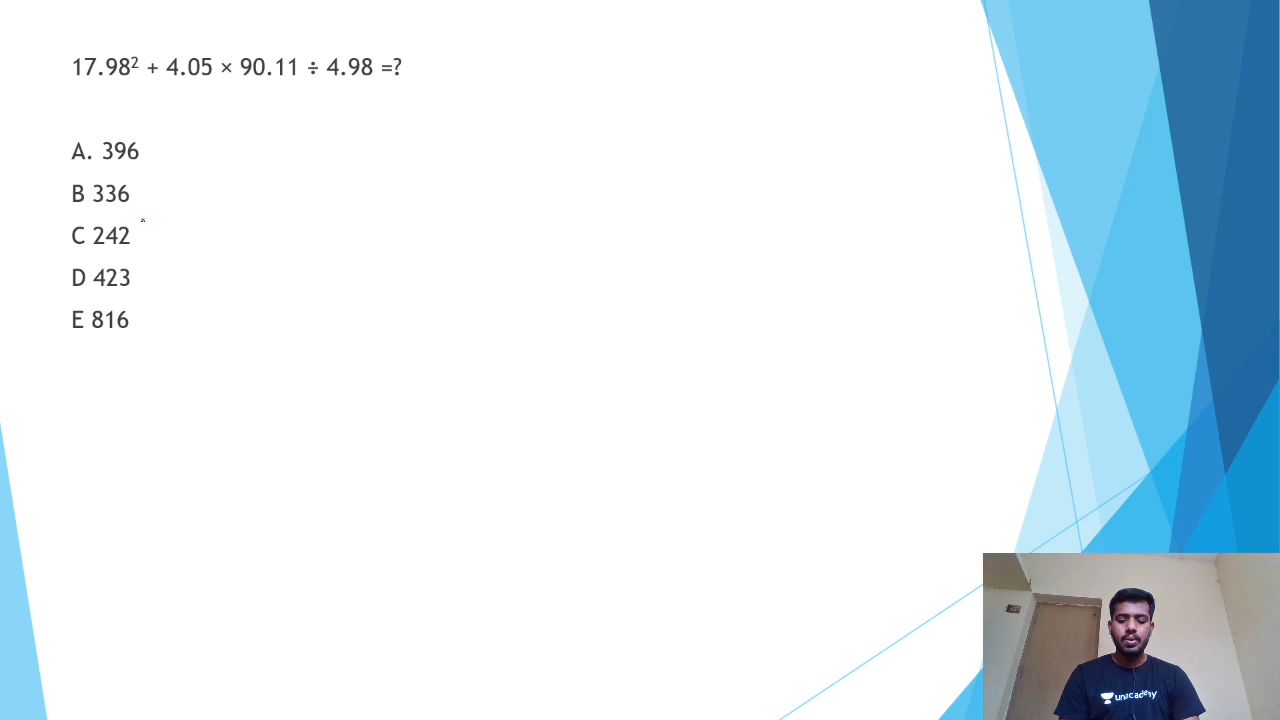 17.98² + 4.05 × 90.11 ÷ 4.98 =?
A. 396
B 336
C 242
D 423
E 816
unacademy